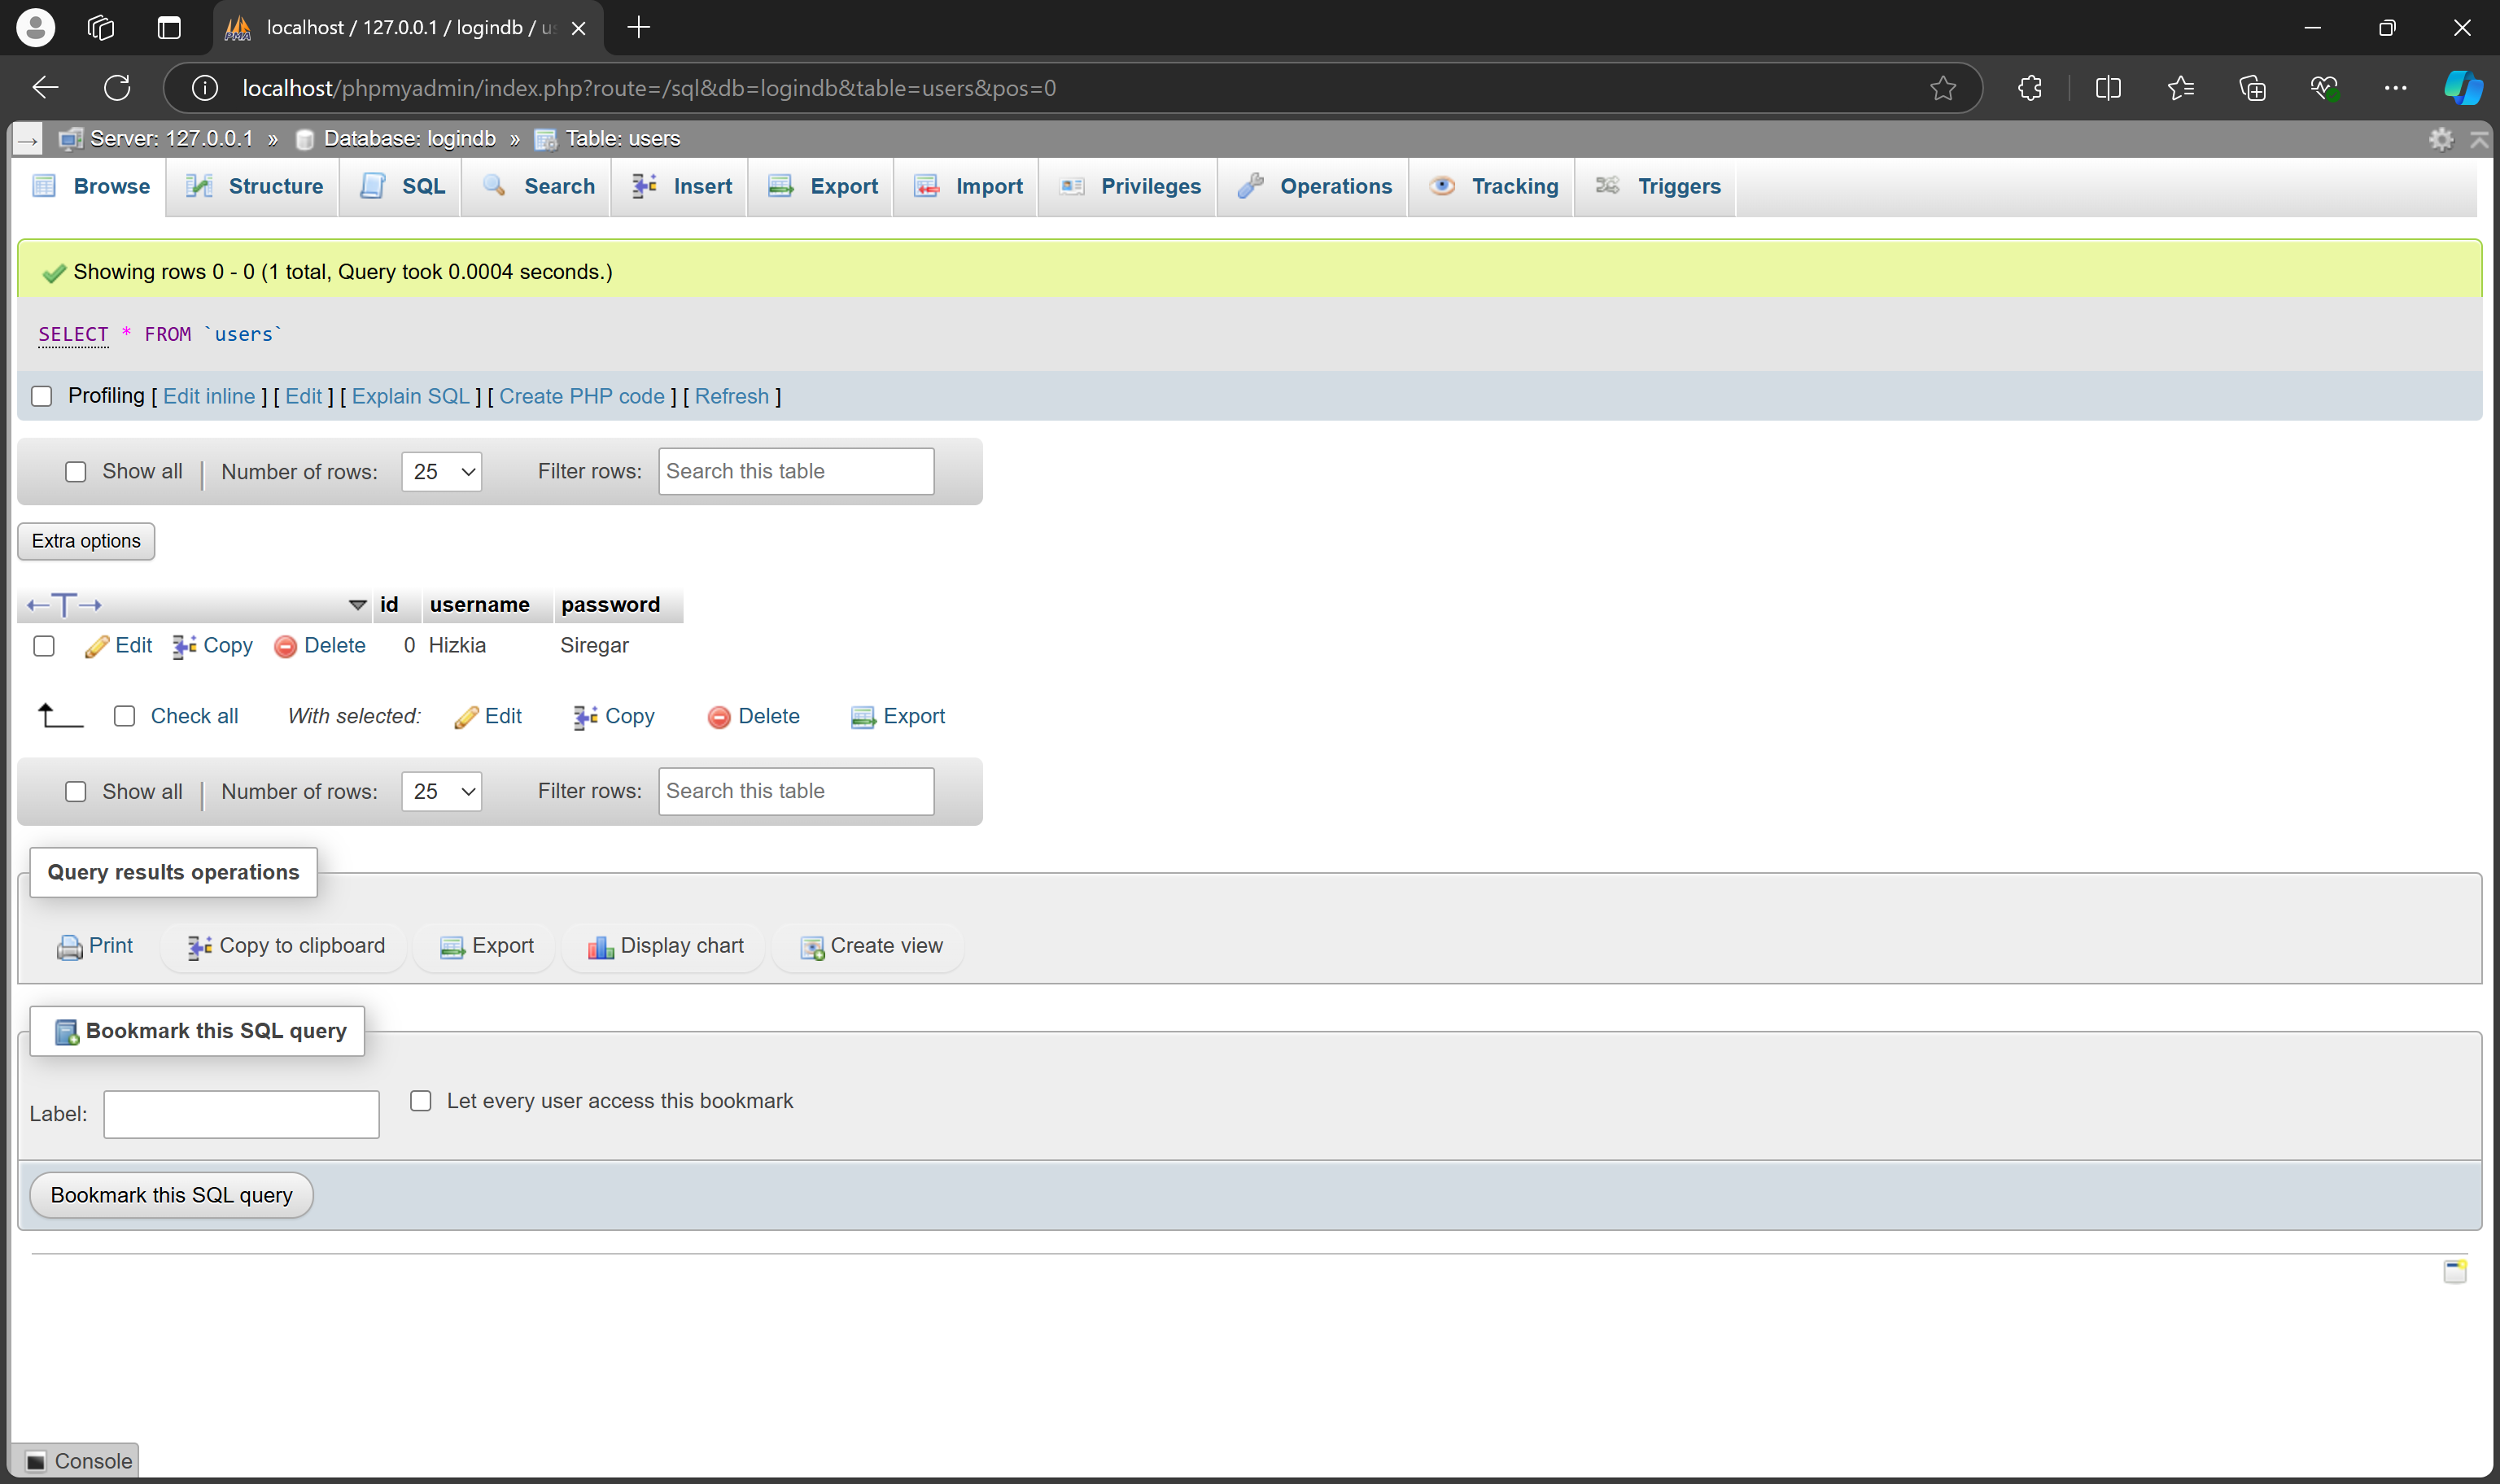 localhost / 127.0.0.1 / logindb / us
localhost/phpmyadmin/index.php?route=/sql&db=logindb&table=users&pos=0
Server: 127.0.0.1 » Database: logindb » Table: users
Browse Structure SQL Search Insert Export Import Privileges Operations Tracking Triggers
Showing rows 0 - 0 (1 total, Query took 0.0004 seconds.)
SELECT * FROM `users`
Profiling [ Edit inline ] [ Edit ] [ Explain SQL ] [ Create PHP code ] [ Refresh ]
Show all | Number of rows: 25 Filter rows: Search this table
Extra options
id username password
Edit Copy Delete 0 Hizkia Siregar
Check all With selected: Edit Copy Delete Export
Show all | Number of rows: 25 Filter rows: Search this table
Query results operations
Print Copy to clipboard Export Display chart Create view
Bookmark this SQL query
Let every user access this bookmark
Label:
Bookmark this SQL query
Console